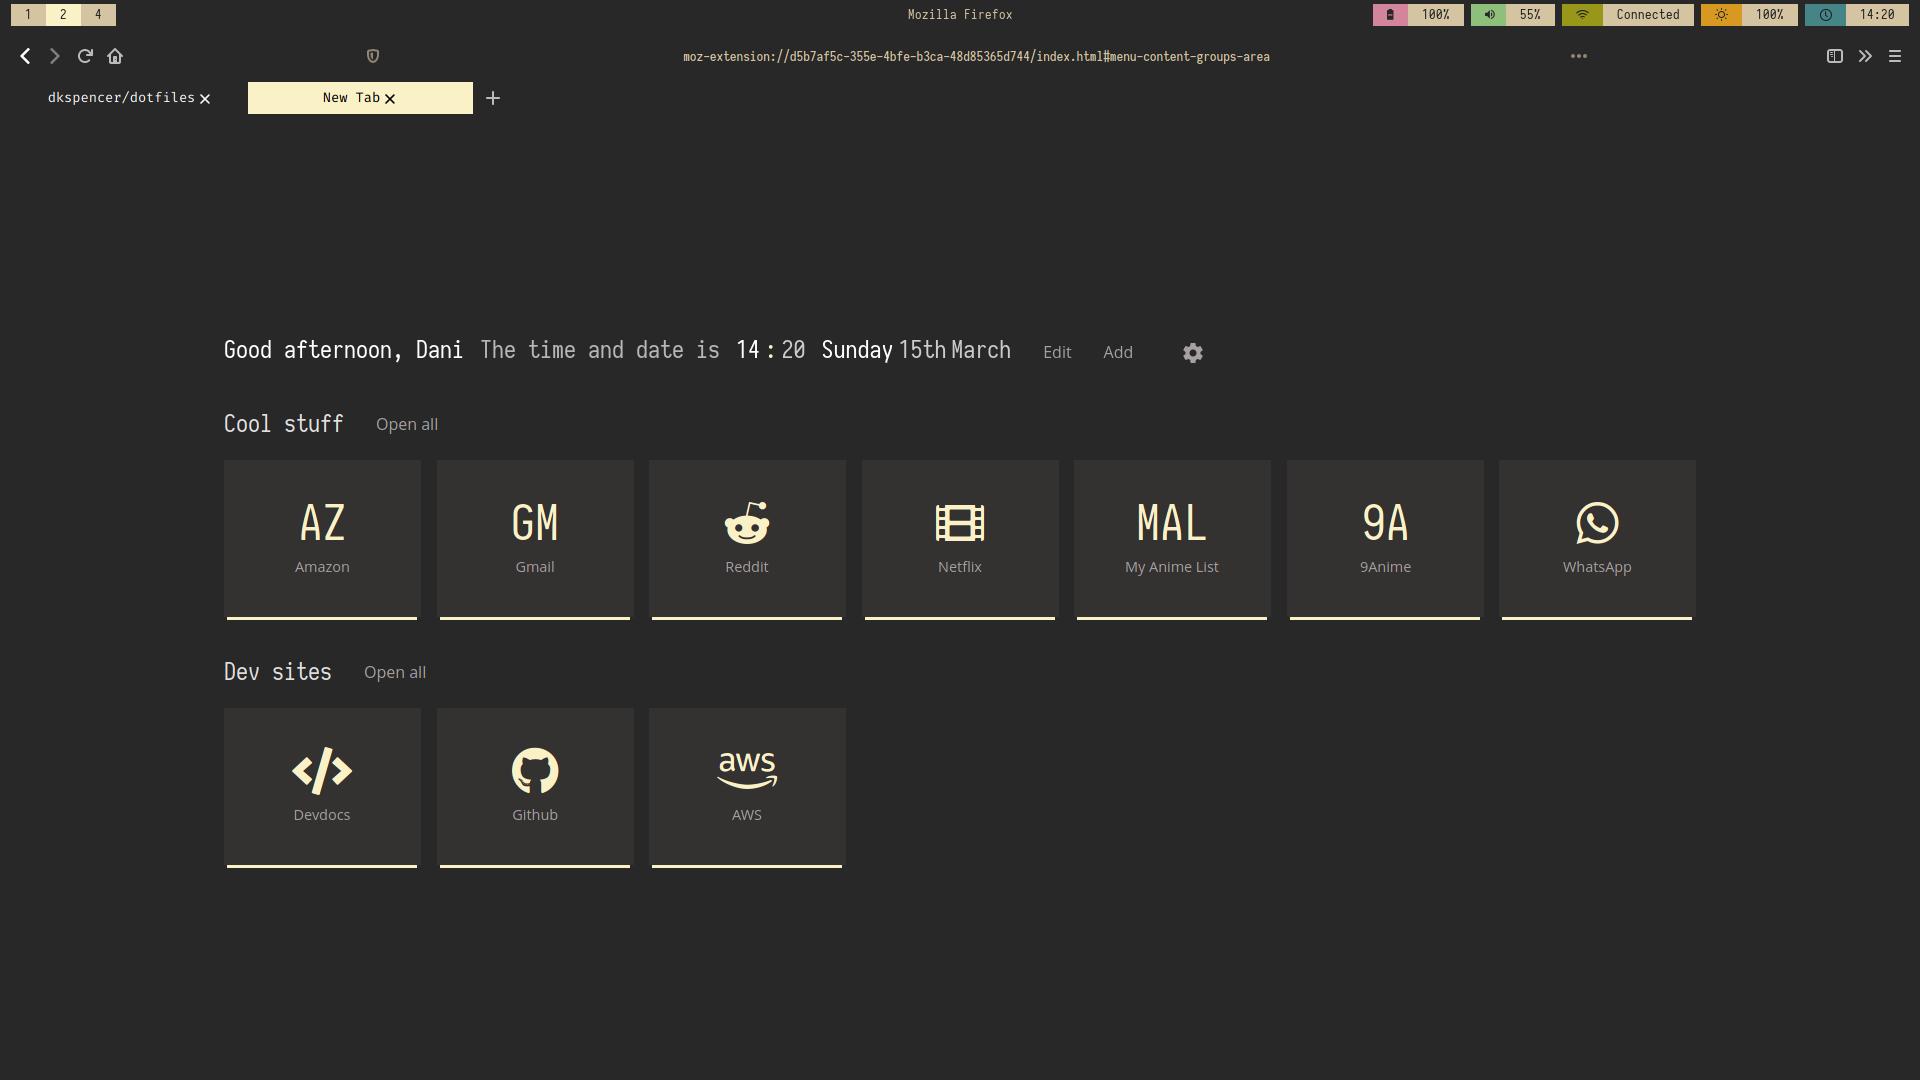 1 2 4 Mozilla Firefox 100% 55% Connected 100% 14:20
moz-extension://d5b7af5c-355e-4bfe-b3ca-48d85365d744/index.html#menu-content-groups-area
dkspencer/dotfiles New Tab
Good afternoon, Dani The time and date is 14:20 Sunday 15th March Edit Add
Cool stuff Open all
AZ GM MAL 9A
Amazon Gmail Reddit Netflix My Anime List 9Anime WhatsApp
Dev sites Open all
</> aws
Devdocs Github AWS